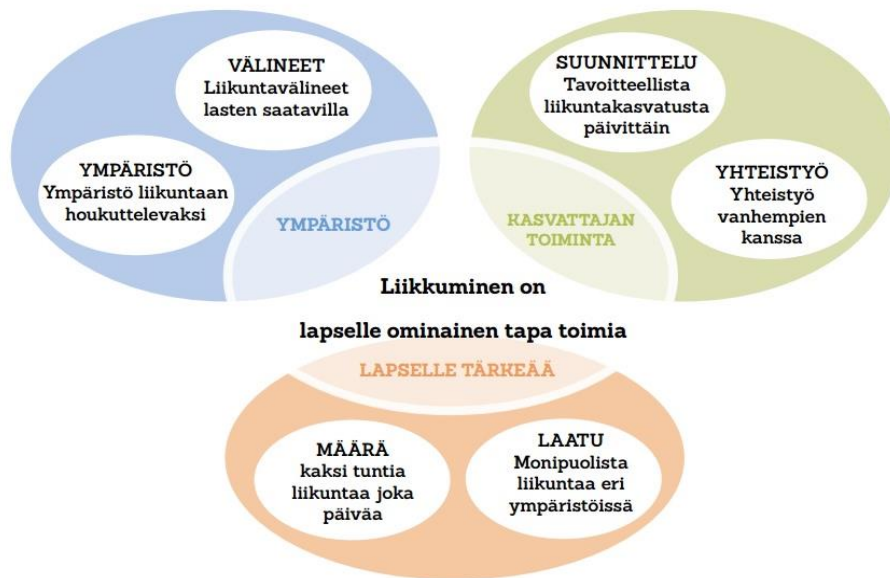 VÄLINEET
Liikuntavälineet
lasten saatavilla
YMPÄRISTÖ
Ympäristö liikuntaan
houkuttelevaksi
YMPÄRISTÖ
SUUNNITTELU
Tavoitteellista
liikuntakasvatusta
päivittäin
YHTEISTYÖ
Yhteistyö
vanhempien
kanssa
KASVATTAJAN
TOIMINTA
Liikkuminen on
lapselle ominainen tapa toimia
LAPSELLE TÄRKEÄÄ
MÄÄRÄ
kaksi tuntia
liikuntaa joka
päivää
LAATU
Monipuolista
liikuntaa eri
ympäristöissä